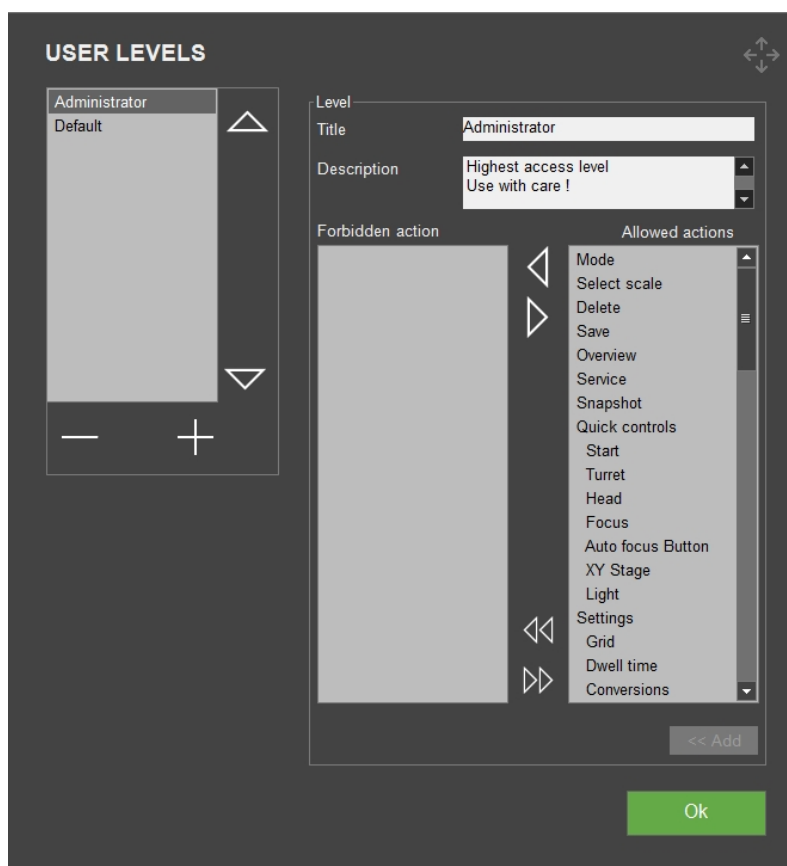 USER LEVELS
Administrator
Default
Level
Title
Administrator
Description
Highest access level
Use with care !
Forbidden action
Allowed actions
Mode
Select scale
Delete
Save
Overview
Service
Snapshot
Quick controls
Start
Turret
Head
Focus
Auto focus Button
XY Stage
Light
Settings
Grid
Dwell time
Conversions
<< Add
Ok